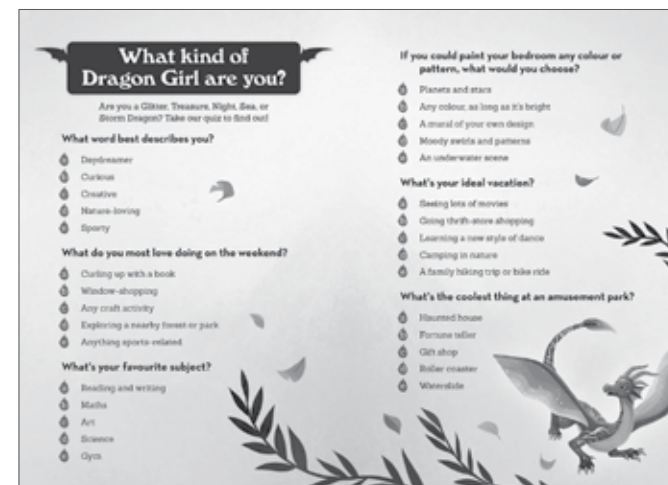 What kind of
Dragon Girl are you?
Are you a Glitter, Treasure, Night, Sea, or
Storm Dragon? Take our quiz to find out!
What word best describes you?
Daydreamer
Curious
Creative
Nature-loving
Sporty
What do you most love doing on the weekend?
Curling up with a book
Window-shopping
Any craft activity
Exploring a nearby forest or park
Anything sports-related
What's your favourite subject?
Reading and writing
Maths
Art
Science
Gym
If you could paint your bedroom any colour or
pattern, what would you choose?
Planets and stars
Any colour, as long as it's bright
A mural of your own design
Moody swirls and patterns
An underwater scene
What's your ideal vacation?
Seeing lots of movies
Going thrift-store shopping
Learning a new style of dance
Camping in nature
A family hiking trip or bike ride
What's the coolest thing at an amusement park?
Haunted house
Fortune teller
Gift shop
Roller coaster
Waterslide